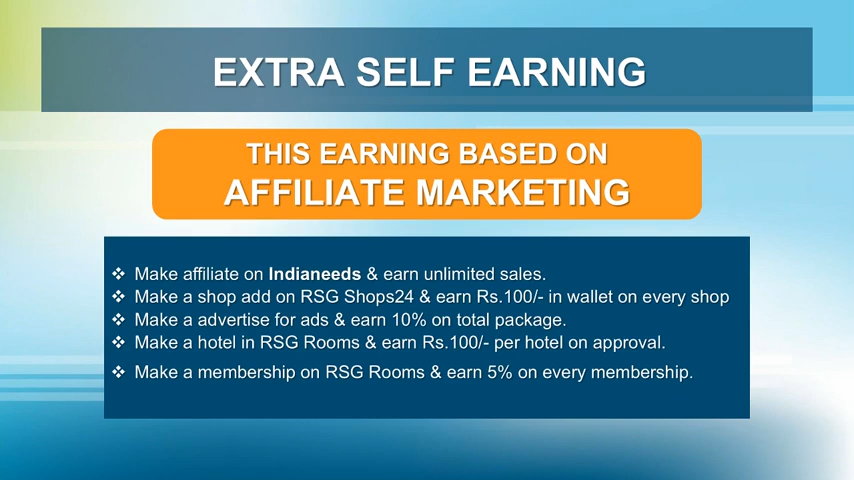 EXTRA SELF EARNING
THIS EARNING BASED ON
AFFILIATE MARKETING
❖ Make affiliate on Indianeeds & earn unlimited sales.
❖ Make a shop add on RSG Shops24 & earn Rs.100/- in wallet on every shop
❖ Make a advertise for ads & earn 10% on total package.
❖ Make a hotel in RSG Rooms & earn Rs.100/- per hotel on approval.
❖ Make a membership on RSG Rooms & earn 5% on every membership.